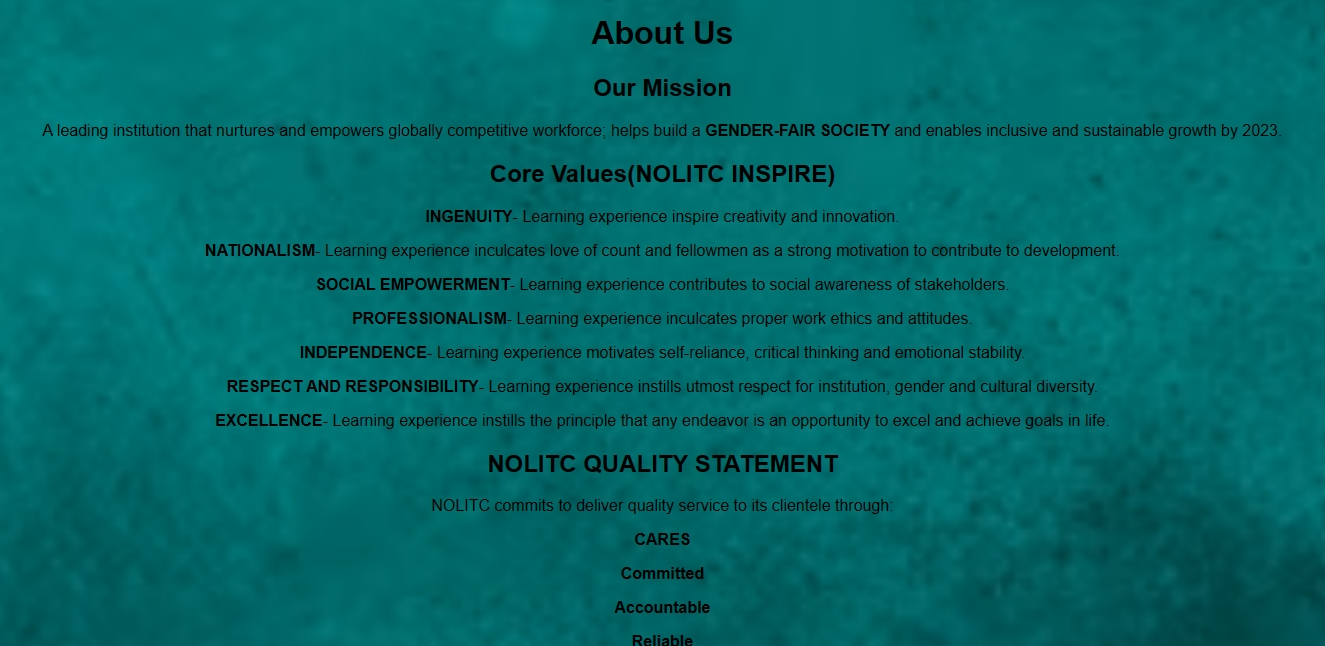 About Us
Our Mission
A leading institution that nurtures and empowers globally competitive workforce; helps build a GENDER-FAIR SOCIETY and enables inclusive and sustainable growth by 2023.
Core Values(NOLITC INSPIRE)
INGENUITY- Learning experience inspire creativity and innovation.
NATIONALISM- Learning experience inculcates love of count and fellowmen as a strong motivation to contribute to development.
SOCIAL EMPOWERMENT- Learning experience contributes to social awareness of stakeholders.
PROFESSIONALISM- Learning experience inculcates proper work ethics and attitudes.
INDEPENDENCE- Learning experience motivates self-reliance, critical thinking and emotional stability.
RESPECT AND RESPONSIBILITY- Learning experience instills utmost respect for institution, gender and cultural diversity.
EXCELLENCE- Learning experience instills the principle that any endeavor is an opportunity to excel and achieve goals in life.
NOLITC QUALITY STATEMENT
NOLITC commits to deliver quality service to its clientele through:
CARES
Committed
Accountable
Reliable